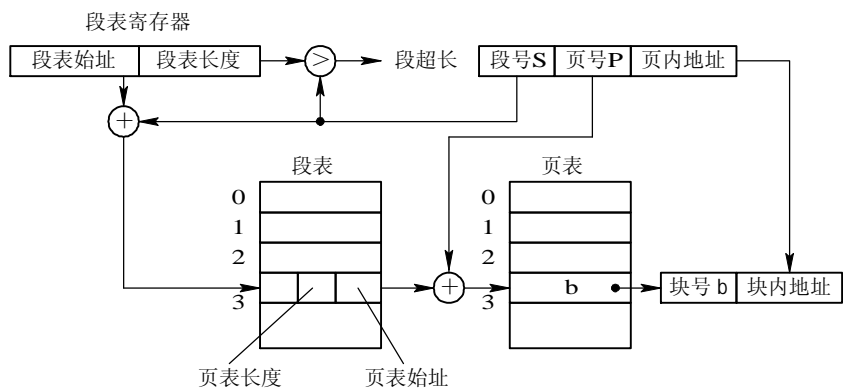 段表寄存器
段表始址 段表长度 > 段超长 段号S 页号P 页内地址
+
段表 页表
0 0
1 1
2 2
3 + 3 b 块号b 块内地址
页表长度 页表始址